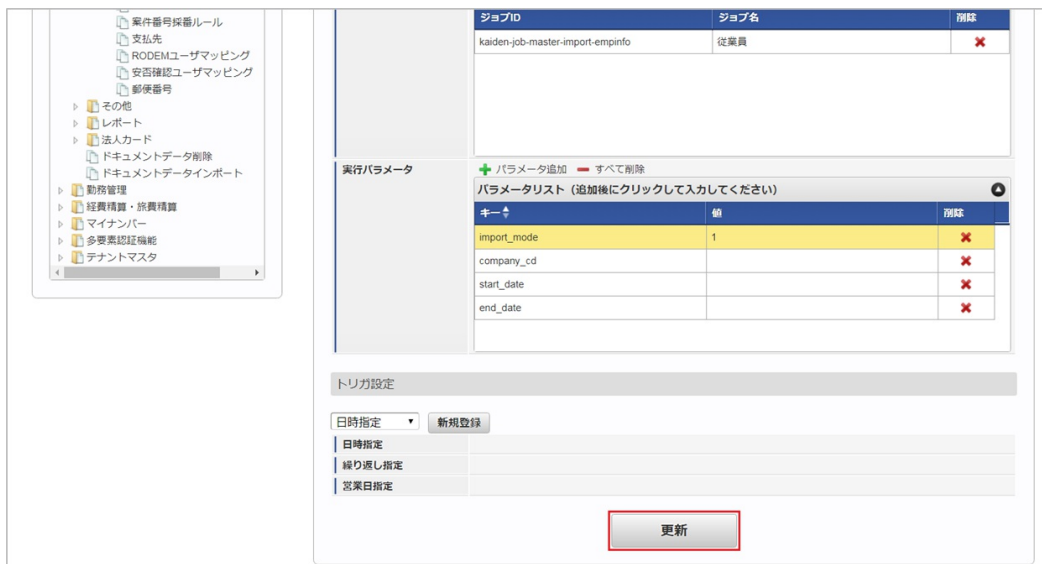 案件番号採番ルール
支払先
RODEMユーザマッピング
安否確認ユーザマッピング
郵便番号
その他
レポート
法人カード
ドキュメントデータ削除
ドキュメントデータインポート
勤務管理
経費精算・旅費精算
マイナンバー
多要素認証機能
テナントマスタ
ジョブID ジョブ名 削除
kaiden-job-master-import-empinfo 従業員
実行パラメータ パラメータ追加 すべて削除
パラメータリスト（追加後にクリックして入力してください）
キー 値 削除
import_mode 1
company_cd
start_date
end_date
トリガ設定
日時指定 新規登録
日時指定
繰り返し指定
営業日指定
更新